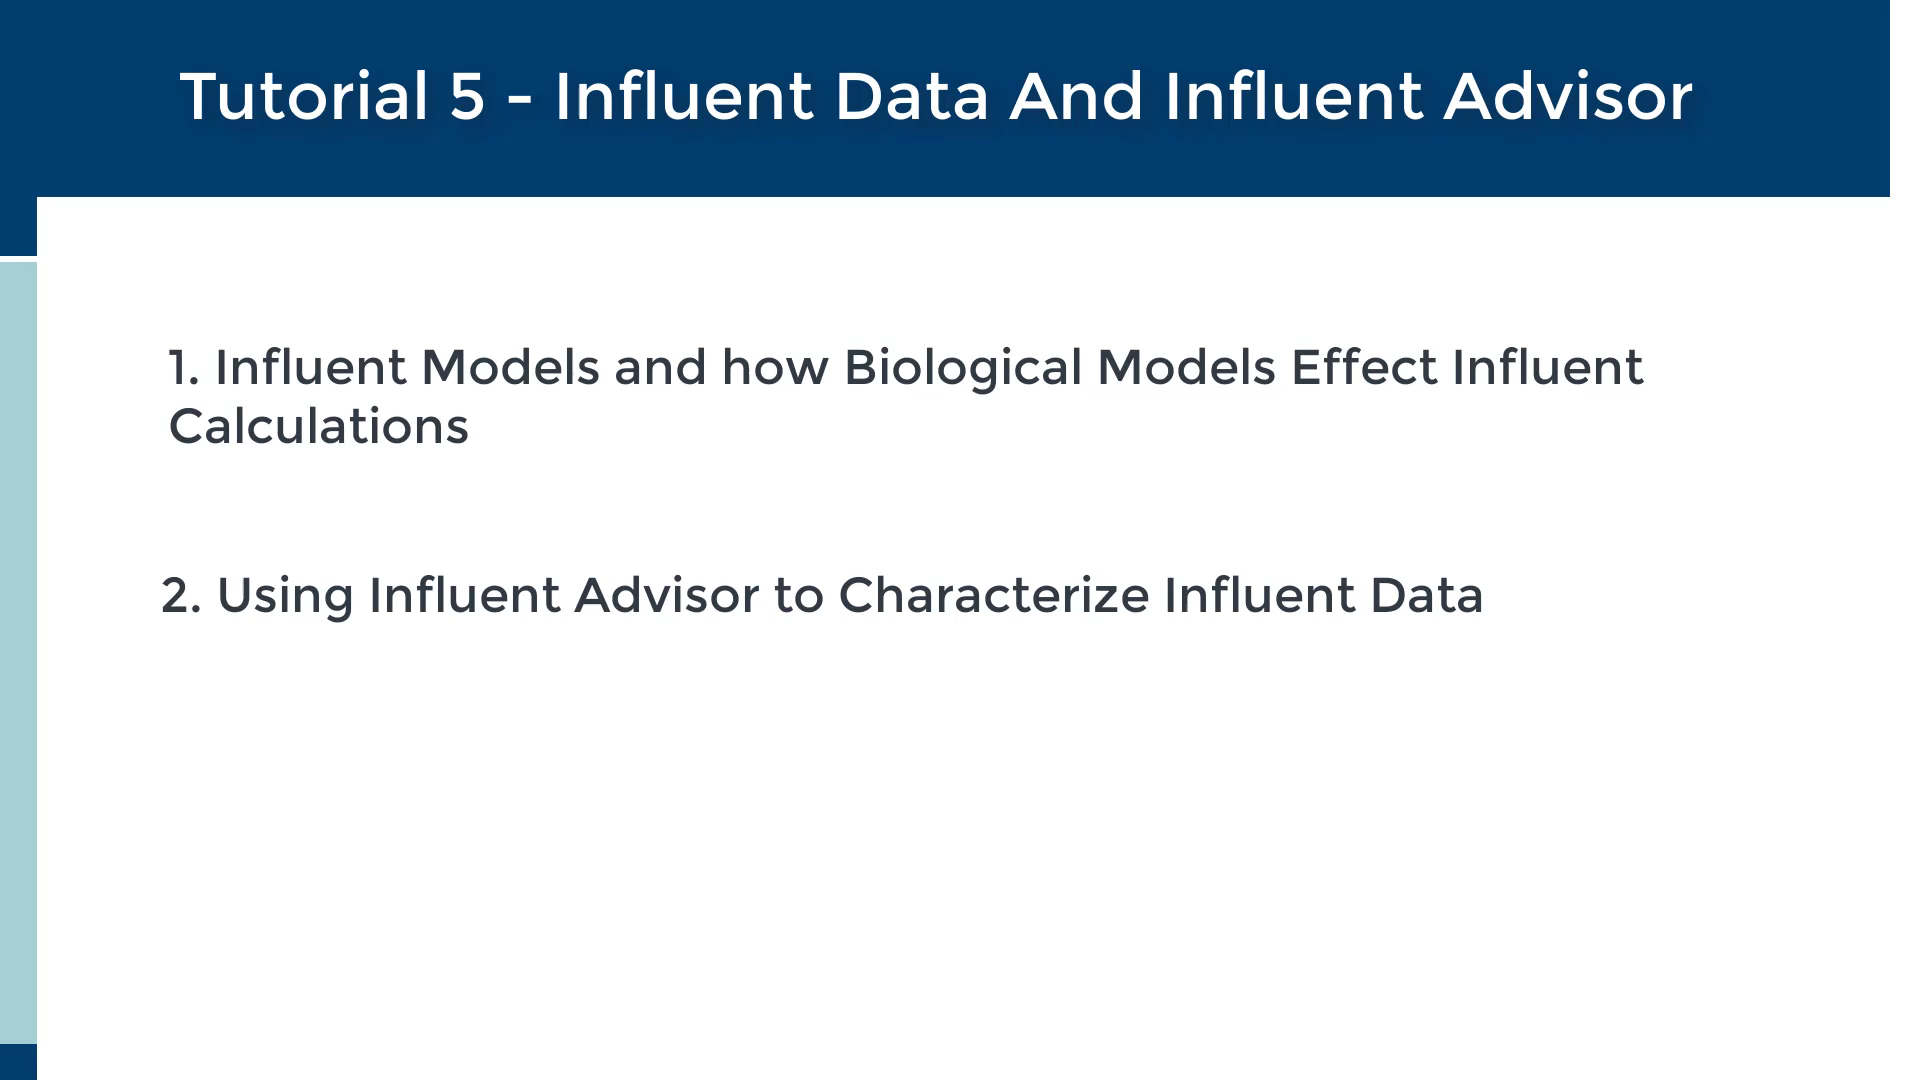 Tutorial 5 - Influent Data And Influent Advisor
1. Influent Models and how Biological Models Effect Influent
Calculations
2. Using Influent Advisor to Characterize Influent Data